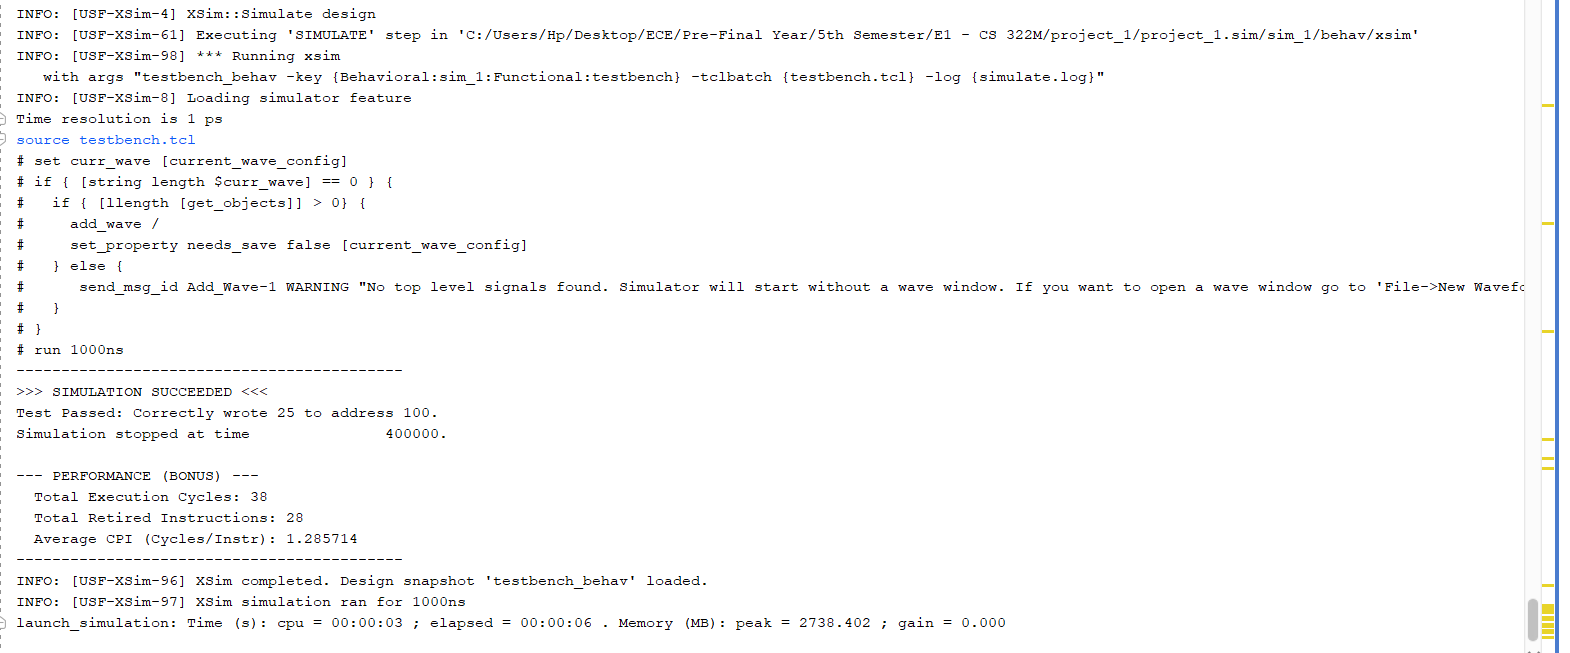 INFO: [USF-XSim-4] XSim::Simulate design
INFO: [USF-XSim-61] Executing 'SIMULATE' step in 'C:/Users/Hp/Desktop/ECE/Pre-Final Year/5th Semester/E1 - CS 322M/project_1/project_1.sim/sim_1/behav/xsim'
INFO: [USF-XSim-98] *** Running xsim
   with args "testbench_behav -key {Behavioral:sim_1:Functional:testbench} -tclbatch {testbench.tcl} -log {simulate.log}"
INFO: [USF-XSim-8] Loading simulator feature
Time resolution is 1 ps
source testbench.tcl
# set curr_wave [current_wave_config]
# if { [string length $curr_wave] == 0 } {
#   if { [llength [get_objects]] > 0} {
#     add_wave /
#     set_property needs_save false [current_wave_config]
#   } else {
#      send_msg_id Add_Wave-1 WARNING "No top level signals found. Simulator will start without a wave window. If you want to open a wave window go to 'File->New Wavefo
#   }
# }
# run 1000ns
-------------------------------------------
>>> SIMULATION SUCCEEDED <<<
Test Passed: Correctly wrote 25 to address 100.
Simulation stopped at time               400000.

--- PERFORMANCE (BONUS) ---
  Total Execution Cycles: 38
  Total Retired Instructions: 28
  Average CPI (Cycles/Instr): 1.285714
-------------------------------------------
INFO: [USF-XSim-96] XSim completed. Design snapshot 'testbench_behav' loaded.
INFO: [USF-XSim-97] XSim simulation ran for 1000ns
launch_simulation: Time (s): cpu = 00:00:03 ; elapsed = 00:00:06 . Memory (MB): peak = 2738.402 ; gain = 0.000